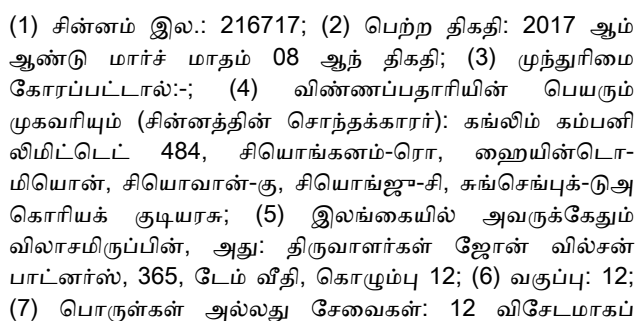 (1) சின்னம் இல.: 216717; (2) பெற்ற திகதி: 2017 ஆம்
ஆண்டு மார்ச் மாதம் 08 ஆந் திகதி; (3) முந்துரிமை
கோரப்பட்டால்:-; (4) விண்ணப்பதாரியின் பெயரும்
முகவரியும் (சின்னத்தின் சொந்தக்காரர்): கங்லிம் கம்பனி
லிமிட்டெட் 484, சியொங்கனம்-ரொ, ஹையின்டொ-
மியொன், சியொவான்-கு, சியொங்ஜு-சி, சுங்செங்புக்-டுஅ
கொரியக் குடியரசு; (5) இலங்கையில் அவருக்கேதும்
விலாசமிருப்பின், அது: திருவாளர்கள் ஜோன் வில்சன்
பாட்னர்ஸ், 365, டேம் வீதி, கொழும்பு 12; (6) வகுப்பு: 12;
(7) பொருள்கள் அல்லது சேவைகள்: 12 விசேடமாகப்